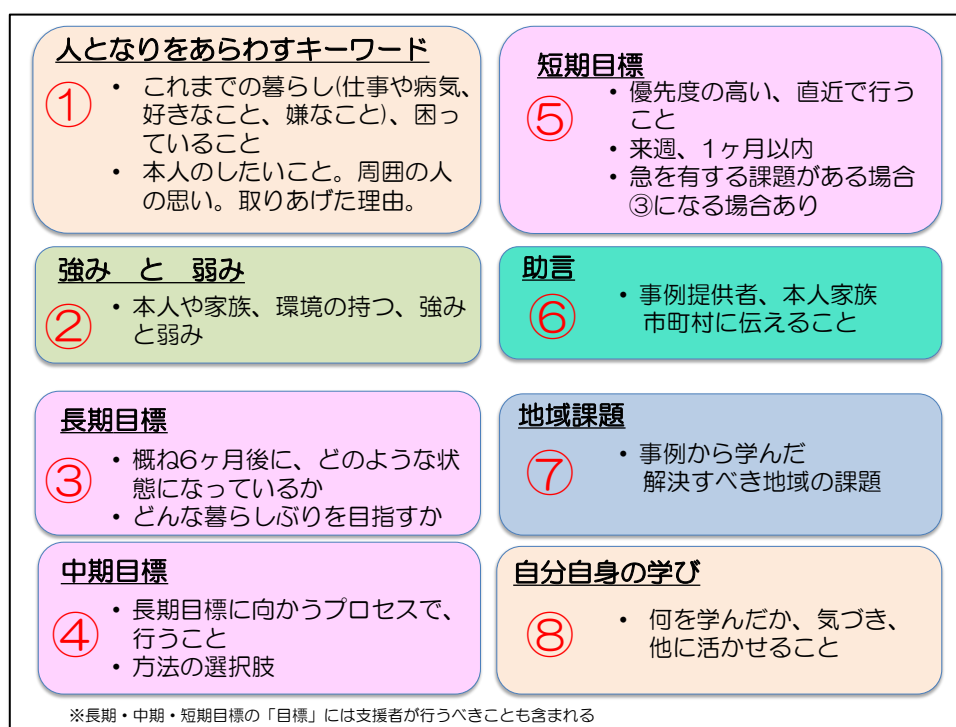 人となりをあらわすキーワード
①
• これまでの暮らし(仕事や病気、
好きなこと、嫌なこと)、困っ
ていること
• 本人のしたいこと。周囲の人
の思い。取りあげた理由。
強み と 弱み
②
• 本人や家族、環境の持つ、強み
と弱み
長期目標
③
• 概ね6ヶ月後に、どのような状
態になっているか
• どんな暮らしぶりを目指すか
中期目標
④
• 長期目標に向かうプロセスで、
行うこと
• 方法の選択肢
短期目標
⑤
• 優先度の高い、直近で行う
こと
• 来週、1ヶ月以内
• 急を有する課題がある場合
③になる場合あり
助言
⑥
• 事例提供者、本人家族
市町村に伝えること
地域課題
⑦
• 事例から学んだ
解決すべき地域の課題
自分自身の学び
⑧
• 何を学んだか、気づき、
他に活かせること
※長期・中期・短期目標の「目標」には支援者が行うべきことも含まれる